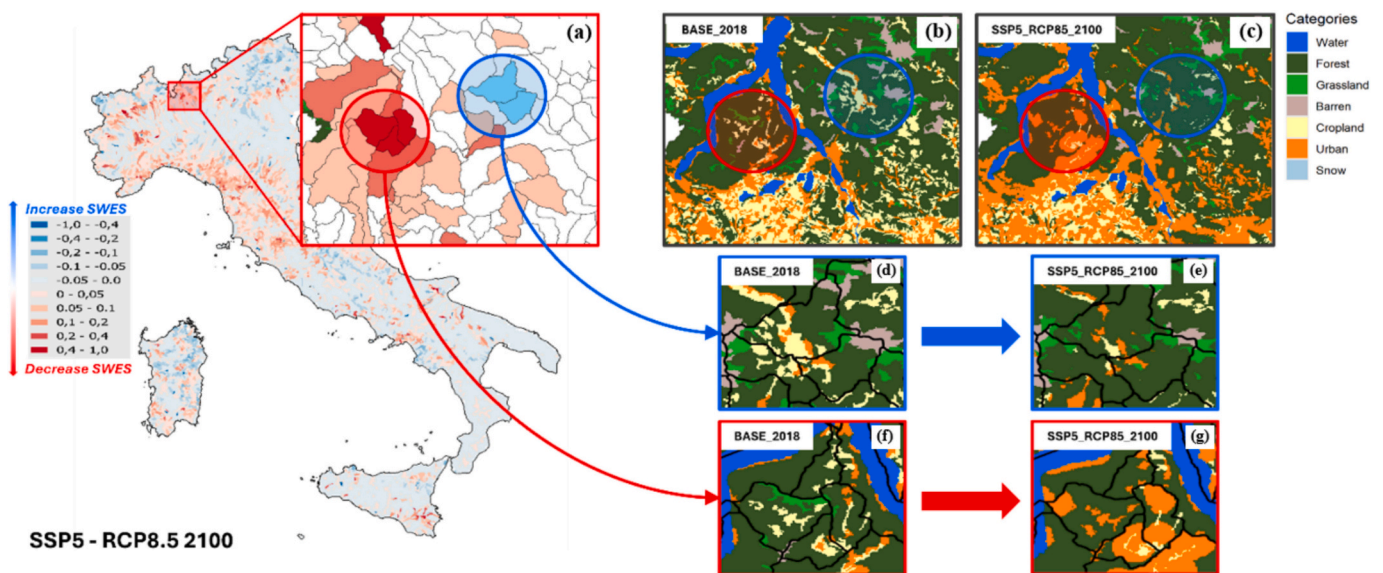 (a)
BASE_2018
(b)
SSP5_RCP85_2100
(c)
Categories
Water
Forest
Grassland
Barren
Cropland
Urban
Snow
Increase SWES
-1,0 - -0,4
-0,4 - -0,2
-0,2 - -0,1
-0.1 - -0.05
-0.05 - 0.0
0 - 0,05
0.05 - 0.1
0,1 - 0,2
0,2 - 0,4
0,4 - 1,0
Decrease SWES
BASE_2018
(d)
SSP5_RCP85_2100
(e)
BASE_2018
(f)
SSP5_RCP85_2100
(g)
SSP5 - RCP8.5 2100